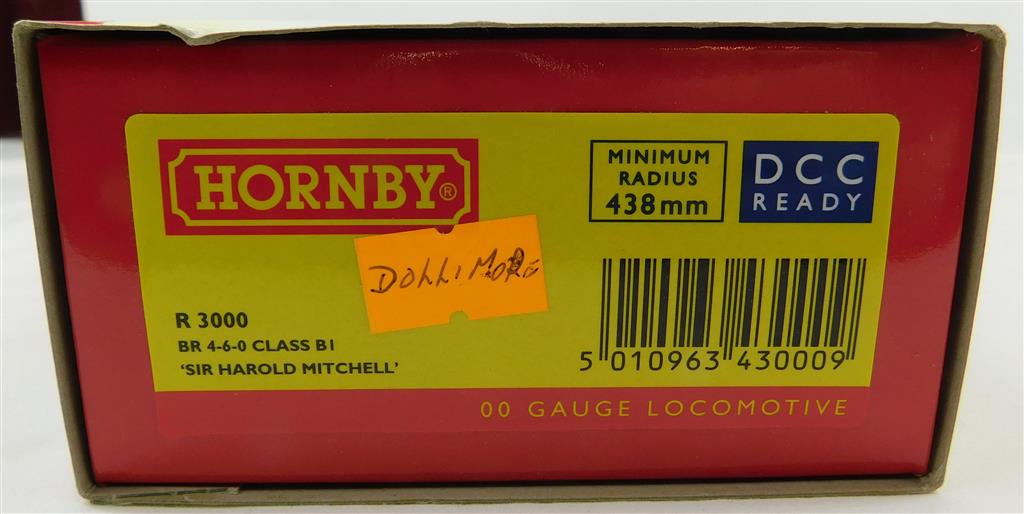 HORNBY®
MINIMUM
RADIUS
438mm
DCC
READY
DOLLIMORE
R 3000
BR 4-6-0 CLASS B1
'SIR HAROLD MITCHELL'
5 010963 430009
00 GAUGE LOCOMOTIVE